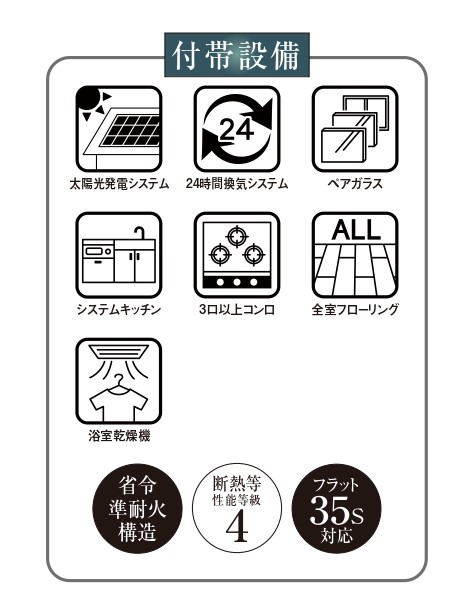 付帯設備
24
太陽光発電システム
24時間換気システム
ペアガラス
ALL
システムキッチン
3口以上コンロ
全室フローリング
浴室乾燥機
省令
準耐火
構造
断熱等
性能等級
4
フラット
35S
対応